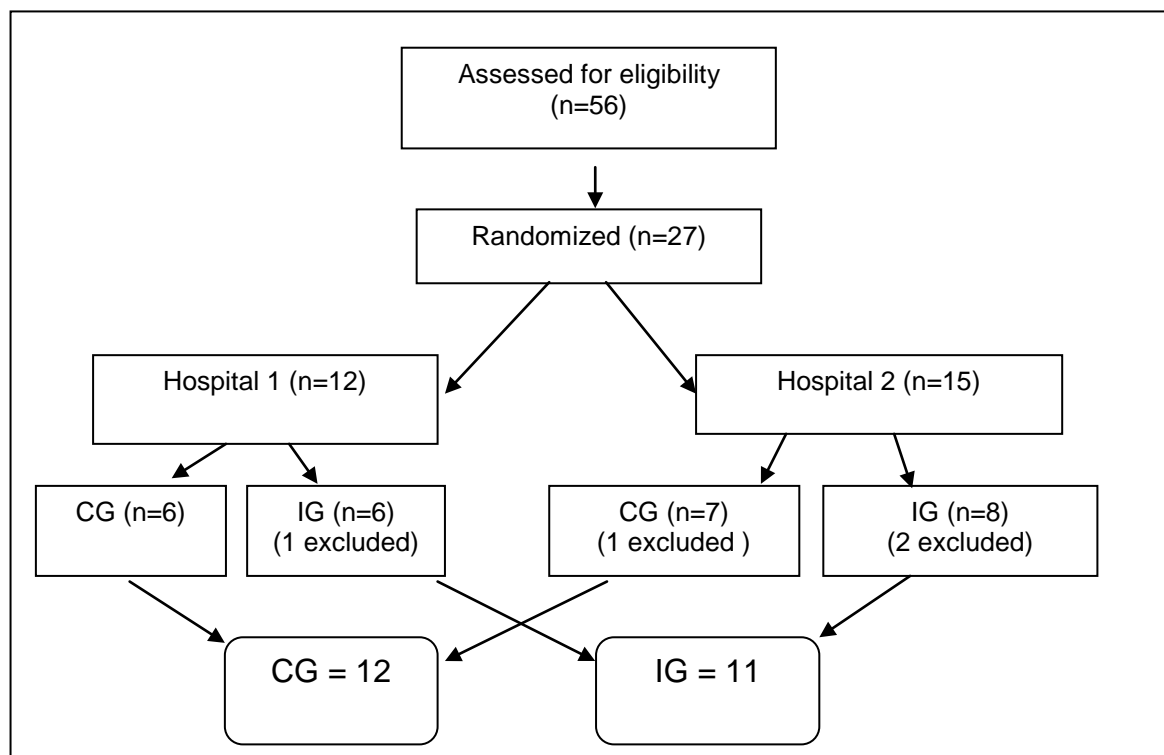 Assessed for eligibility
(n=56)
Randomized (n=27)
Hospital 1 (n=12)
Hospital 2 (n=15)
CG (n=6)
IG (n=6)
(1 excluded)
CG (n=7)
(1 excluded )
IG (n=8)
(2 excluded)
CG = 12
IG = 11